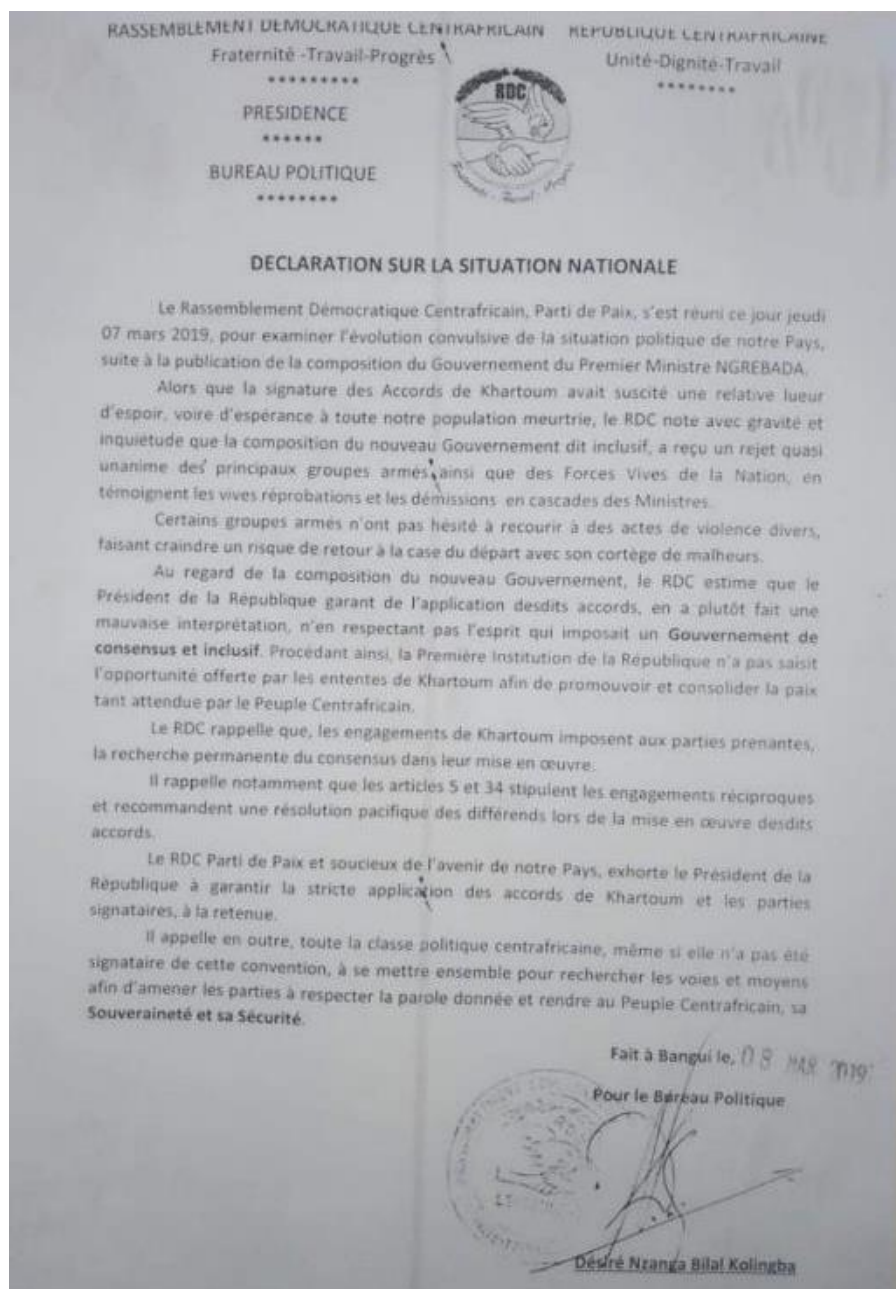 RASSEMBLEMENT DEMOCRATIQUE CENTRAFRICAIN
Fraternité -Travail-Progrès
*********
PRESIDENCE
******
BUREAU POLITIQUE
********
REPUBLIQUE CENTRAFRICAINE
Unité-Dignité-Travail
********
RDC
Fraternité - Travail - Progrès
DECLARATION SUR LA SITUATION NATIONALE
Le Rassemblement Démocratique Centrafricain, Parti de Paix, s'est réuni ce jour jeudi
07 mars 2019, pour examiner l'évolution convulsive de la situation politique de notre Pays,
suite à la publication de la composition du Gouvernement du Premier Ministre NGREBADA.
Alors que la signature des Accords de Khartoum avait suscité une relative lueur
d'espoir, voire d'espérance à toute notre population meurtrie, le RDC note avec gravité et
inquiétude que la composition du nouveau Gouvernement dit inclusif, a reçu un rejet quasi
unanime des principaux groupes armés, ainsi que des Forces Vives de la Nation, en
témoignent les vives réprobations et les démissions en cascades des Ministres.
Certains groupes armés n'ont pas hésité à recourir à des actes de violence divers,
faisant craindre un risque de retour à la case du départ avec son cortège de malheurs.
Au regard de la composition du nouveau Gouvernement, le RDC estime que le
Président de la République garant de l'application desdits accords, en a plutôt fait une
mauvaise interprétation, n'en respectant pas l'esprit qui imposait un Gouvernement de
consensus et inclusif. Procédant ainsi, la Première Institution de la République n'a pas saisit
l'opportunité offerte par les ententes de Khartoum afin de promouvoir et consolider la paix
tant attendue par le Peuple Centrafricain.
Le RDC rappelle que, les engagements de Khartoum imposent aux parties prenantes,
la recherche permanente du consensus dans leur mise en œuvre.
Il rappelle notamment que les articles 5 et 34 stipulent les engagements réciproques
et recommandent une résolution pacifique des différends lors de la mise en œuvre desdits
accords.
Le RDC Parti de Paix et soucieux de l'avenir de notre Pays, exhorte le Président de la
République à garantir la stricte application des accords de Khartoum et les parties
signataires, à la retenue.
Il appelle en outre, toute la classe politique centrafricaine, même si elle n'a pas été
signataire de cette convention, à se mettre ensemble pour rechercher les voies et moyens
afin d'amener les parties à respecter la parole donnée et rendre au Peuple Centrafricain, sa
Souveraineté et sa Sécurité.
Fait à Bangui le, 08 MAR 2019
Pour le Bureau Politique
Désiré Nzanga Bilal Kolingba